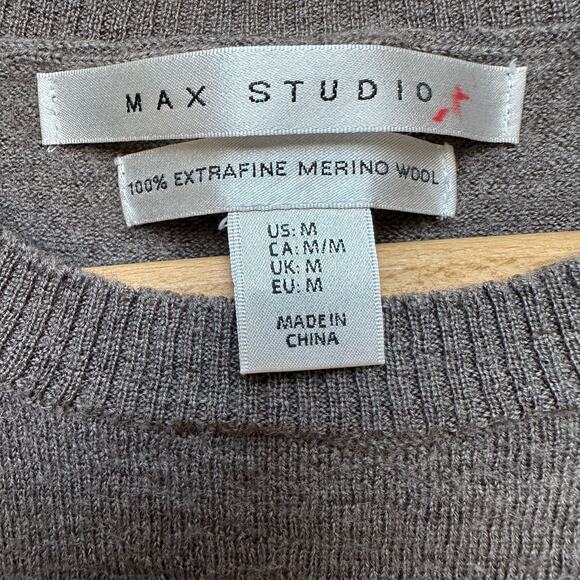 MAX STUDIO
100% EXTRAFINE MERINO WOOL
US: M
CA: M/M
UK: M
EU: M
MADE IN
CHINA